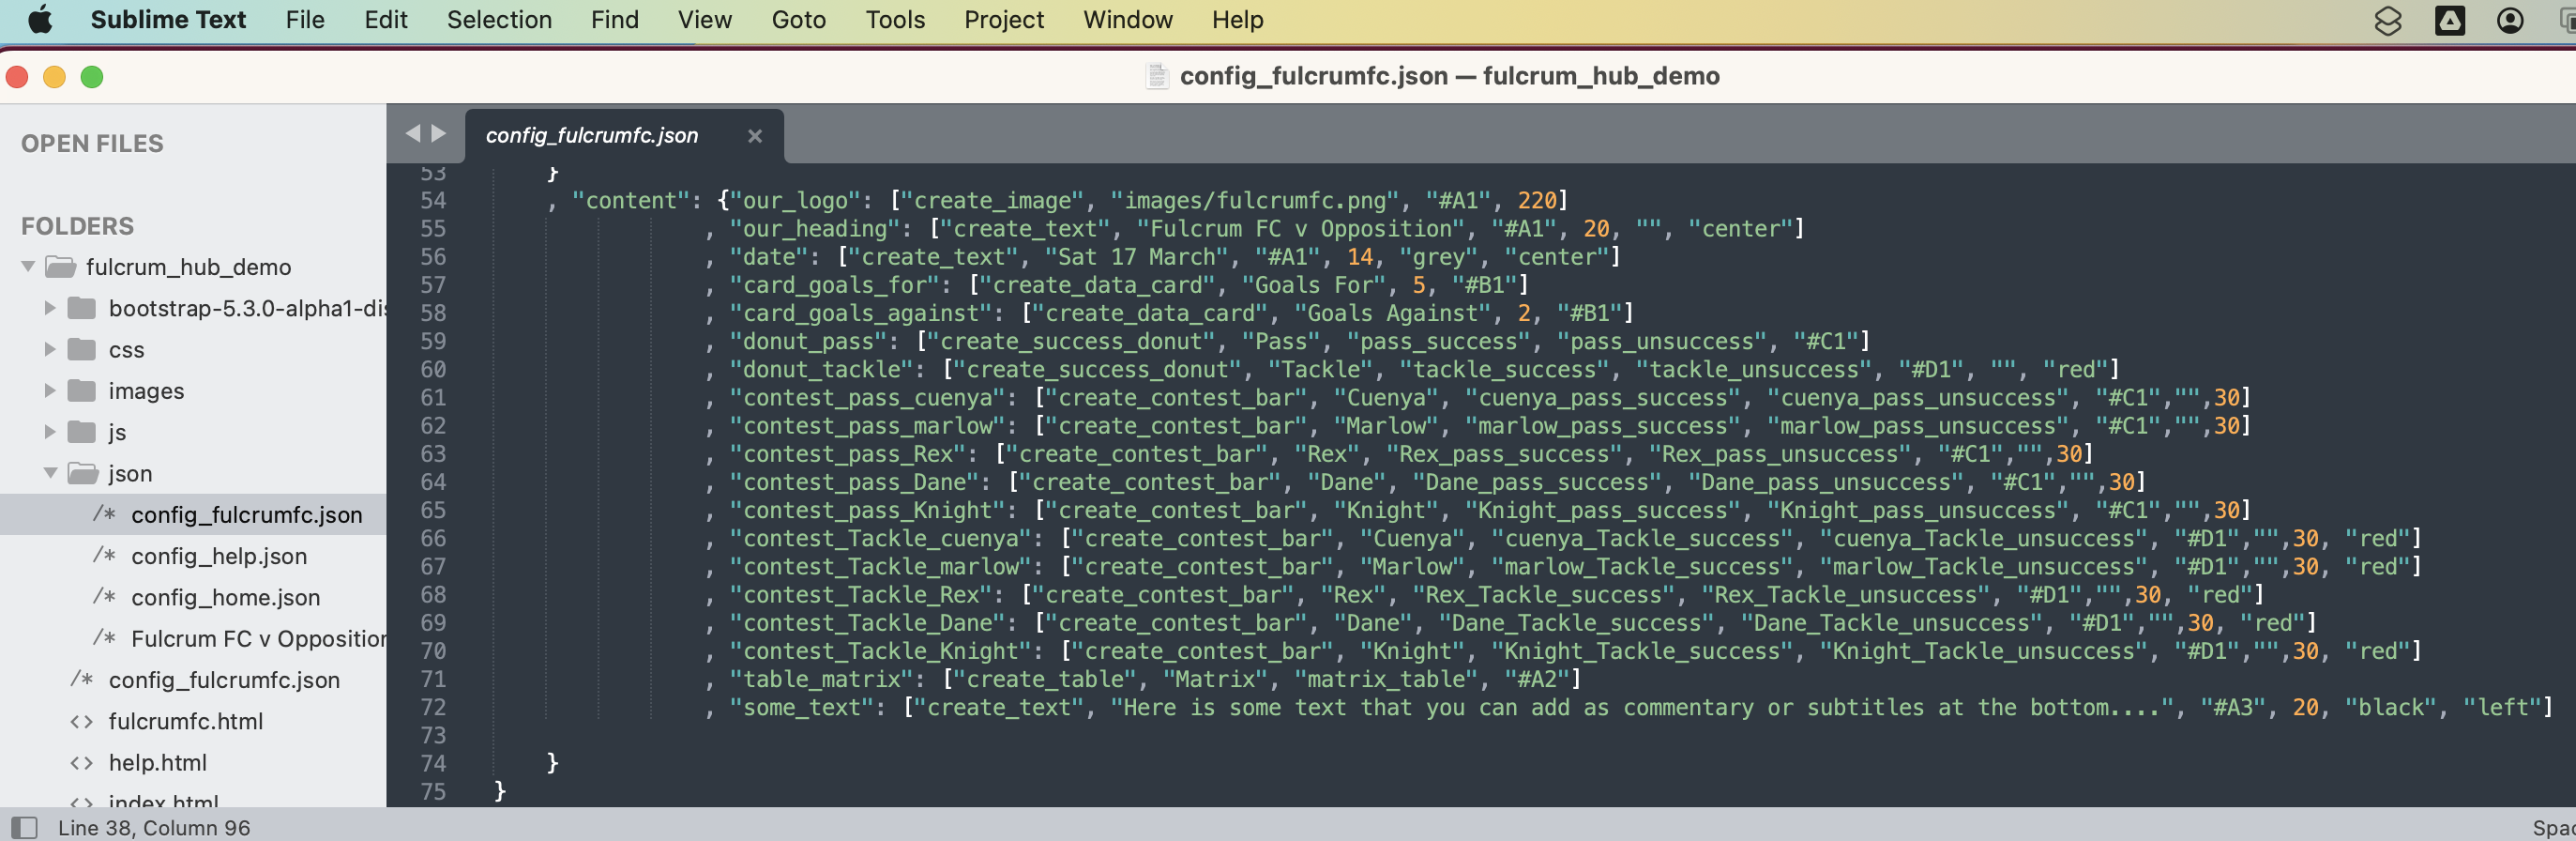 Sublime Text File Edit Selection Find View Goto Tools Project Window Help
config_fulcrumfc.json — fulcrum_hub_demo
OPEN FILES
FOLDERS
fulcrum_hub_demo
bootstrap-5.3.0-alpha1-dis
css
images
js
json
/* config_fulcrumfc.json
/* config_help.json
/* config_home.json
/* Fulcrum FC v Opposition
/* config_fulcrumfc.json
<> fulcrumfc.html
<> help.html
<> index.html
config_fulcrumfc.json ×
53 }
54 , "content": {"our_logo": ["create_image", "images/fulcrumfc.png", "#A1", 220]
55 , "our_heading": ["create_text", "Fulcrum FC v Opposition", "#A1", 20, "", "center"]
56 , "date": ["create_text", "Sat 17 March", "#A1", 14, "grey", "center"]
57 , "card_goals_for": ["create_data_card", "Goals For", 5, "#B1"]
58 , "card_goals_against": ["create_data_card", "Goals Against", 2, "#B1"]
59 , "donut_pass": ["create_success_donut", "Pass", "pass_success", "pass_unsuccess", "#C1"]
60 , "donut_tackle": ["create_success_donut", "Tackle", "tackle_success", "tackle_unsuccess", "#D1", "", "red"]
61 , "contest_pass_cuenya": ["create_contest_bar", "Cuenya", "cuenya_pass_success", "cuenya_pass_unsuccess", "#C1","",30]
62 , "contest_pass_marlow": ["create_contest_bar", "Marlow", "marlow_pass_success", "marlow_pass_unsuccess", "#C1","",30]
63 , "contest_pass_Rex": ["create_contest_bar", "Rex", "Rex_pass_success", "Rex_pass_unsuccess", "#C1","",30]
64 , "contest_pass_Dane": ["create_contest_bar", "Dane", "Dane_pass_success", "Dane_pass_unsuccess", "#C1","",30]
65 , "contest_pass_Knight": ["create_contest_bar", "Knight", "Knight_pass_success", "Knight_pass_unsuccess", "#C1","",30]
66 , "contest_Tackle_cuenya": ["create_contest_bar", "Cuenya", "cuenya_Tackle_success", "cuenya_Tackle_unsuccess", "#D1","",30, "red"]
67 , "contest_Tackle_marlow": ["create_contest_bar", "Marlow", "marlow_Tackle_success", "marlow_Tackle_unsuccess", "#D1","",30, "red"]
68 , "contest_Tackle_Rex": ["create_contest_bar", "Rex", "Rex_Tackle_success", "Rex_Tackle_unsuccess", "#D1","",30, "red"]
69 , "contest_Tackle_Dane": ["create_contest_bar", "Dane", "Dane_Tackle_success", "Dane_Tackle_unsuccess", "#D1","",30, "red"]
70 , "contest_Tackle_Knight": ["create_contest_bar", "Knight", "Knight_Tackle_success", "Knight_Tackle_unsuccess", "#D1","",30, "red"]
71 , "table_matrix": ["create_table", "Matrix", "matrix_table", "#A2"]
72 , "some_text": ["create_text", "Here is some text that you can add as commentary or subtitles at the bottom....", "#A3", 20, "black", "left"]
73
74 }
75 }
Line 38, Column 96
Spac